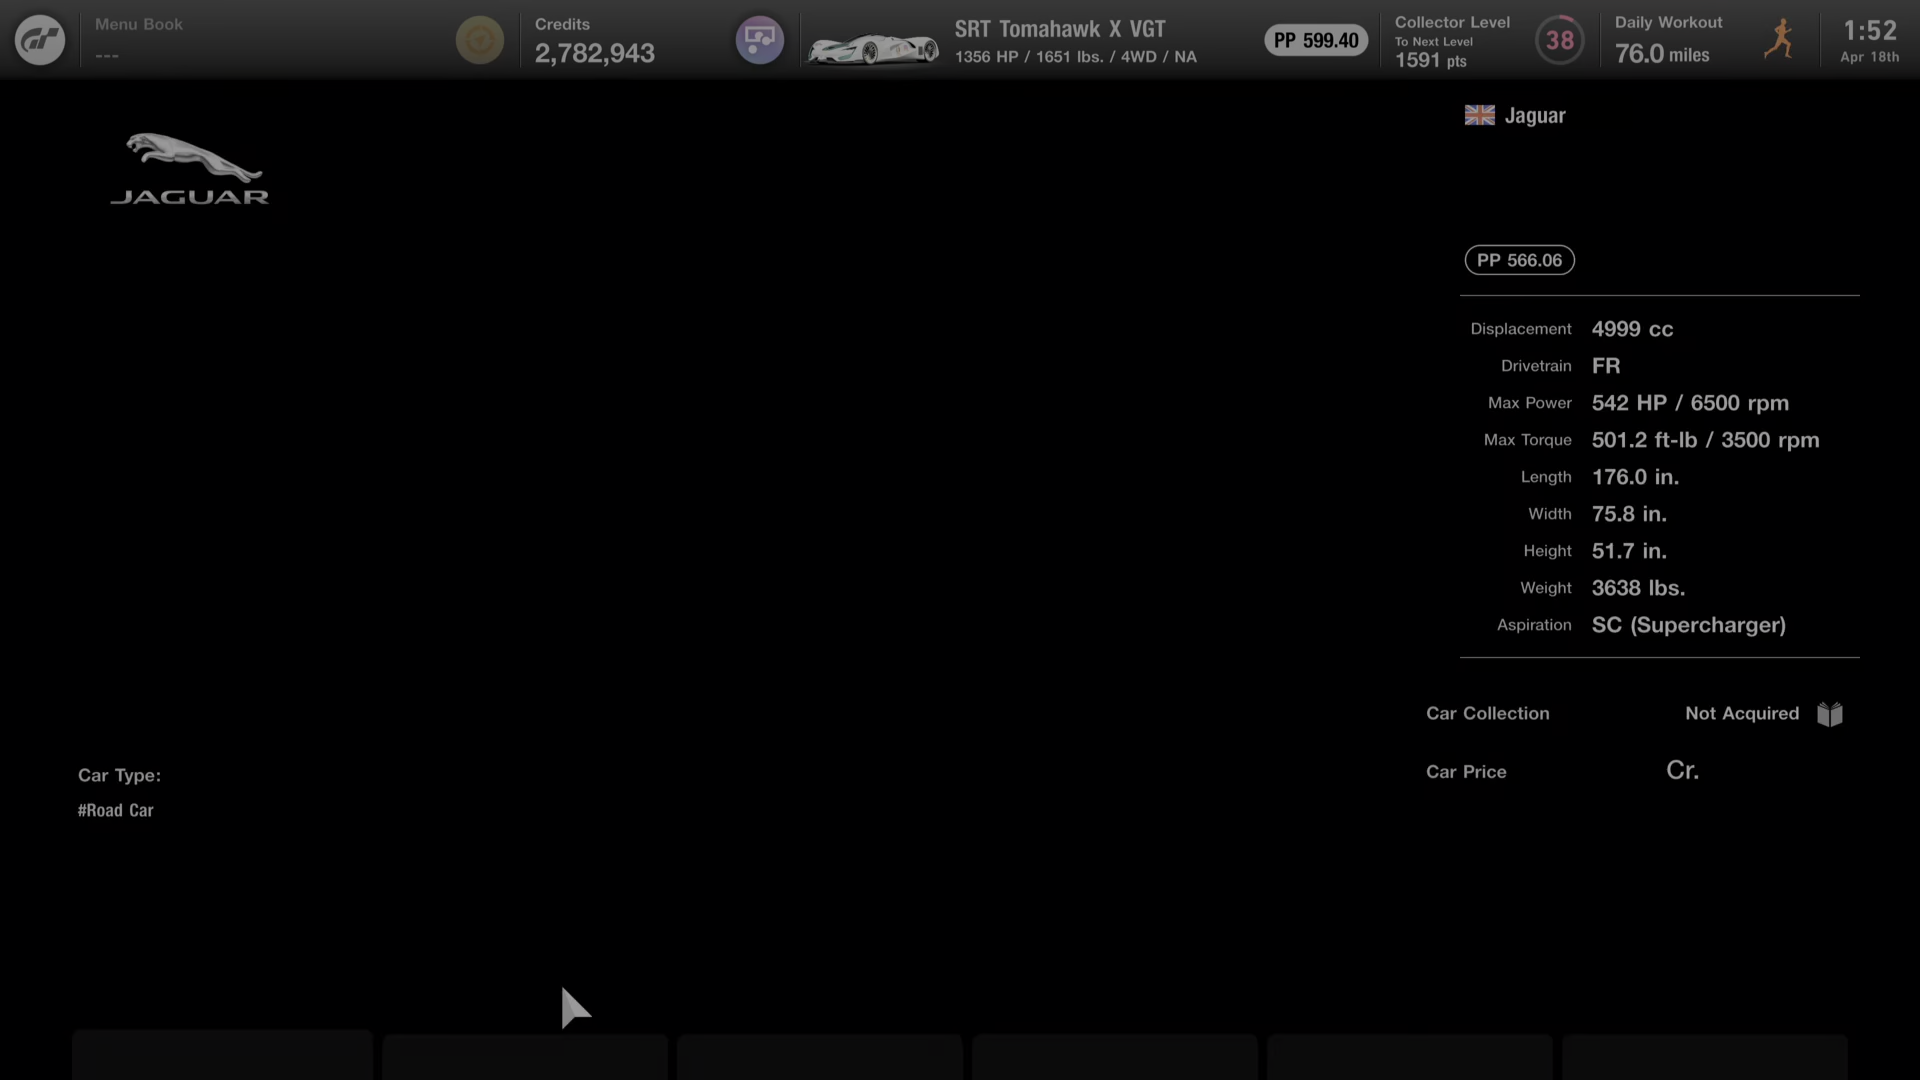 Menu Book
---
Credits
2,782,943
SRT Tomahawk X VGT
1356 HP / 1651 lbs. / 4WD / NA
PP 599.40
Collector Level
To Next Level
1591 pts
38
Daily Workout
76.0 miles
1:52
Apr 18th
JAGUAR
Jaguar
PP 566.06
Displacement 4999 cc
Drivetrain FR
Max Power 542 HP / 6500 rpm
Max Torque 501.2 ft-lb / 3500 rpm
Length 176.0 in.
Width 75.8 in.
Height 51.7 in.
Weight 3638 lbs.
Aspiration SC (Supercharger)
Car Collection Not Acquired
Car Price Cr.
Car Type:
#Road Car